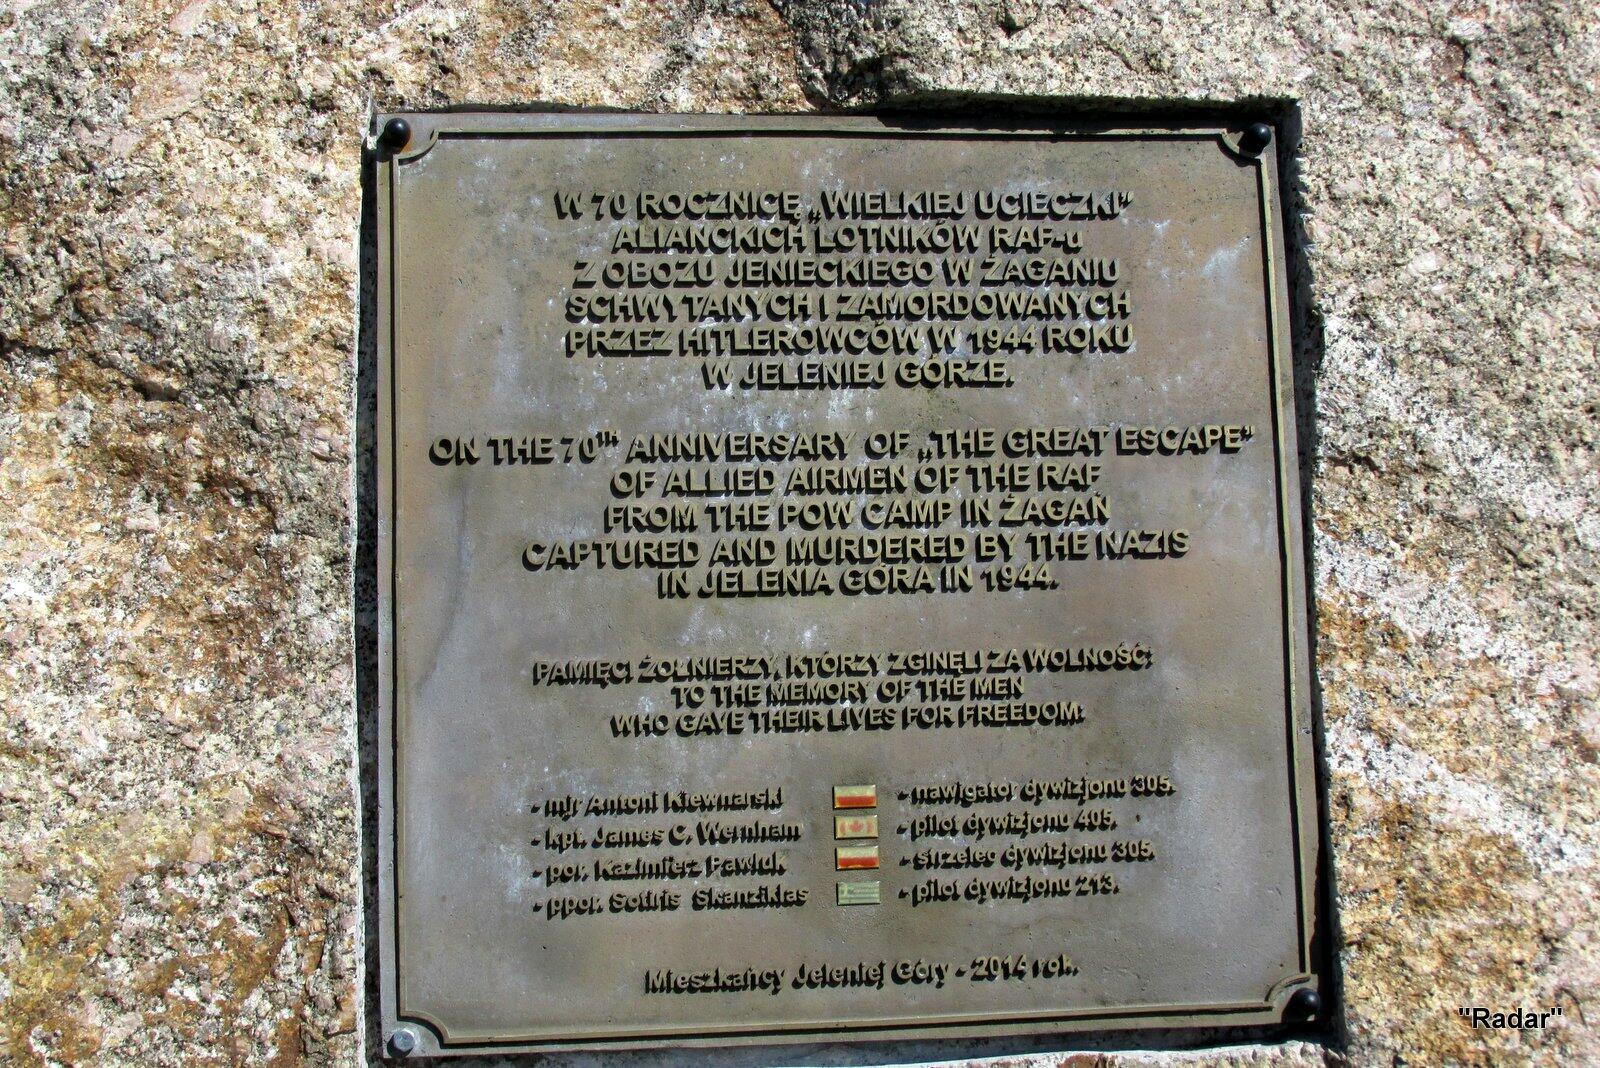 W 70 ROCZNICĘ „WIELKIEJ UCIECZKI”
ALIANCKICH LOTNIKÓW RAF-u
Z OBOZU JENIECKIEGO W ŻAGANIU
SCHWYTANYCH I ZAMORDOWANYCH
PRZEZ HITLEROWCÓW W 1944 ROKU
W JELENIEJ GÓRZE.
ON THE 70TH ANNIVERSARY OF „THE GREAT ESCAPE”
OF ALLIED AIRMEN OF THE RAF
FROM THE POW CAMP IN ŻAGAŃ
CAPTURED AND MURDERED BY THE NAZIS
IN JELENIA GÓRA IN 1944.
PAMIĘCI ŻOŁNIERZY, KTÓRZY ZGINĘLI ZA WOLNOŚĆ:
TO THE MEMORY OF THE MEN
WHO GAVE THEIR LIVES FOR FREEDOM:
- mjr Antoni Kiewnarski - nawigator dywizjonu 305.
- kpt. James C. Wernham - pilot dywizjonu 405.
- por. Kazimierz Pawluk - strzelec dywizjonu 305.
- ppor. Sotiris Skanziklas - pilot dywizjonu 213.
Mieszkańcy Jeleniej Góry - 2014 rok.
"Radar"